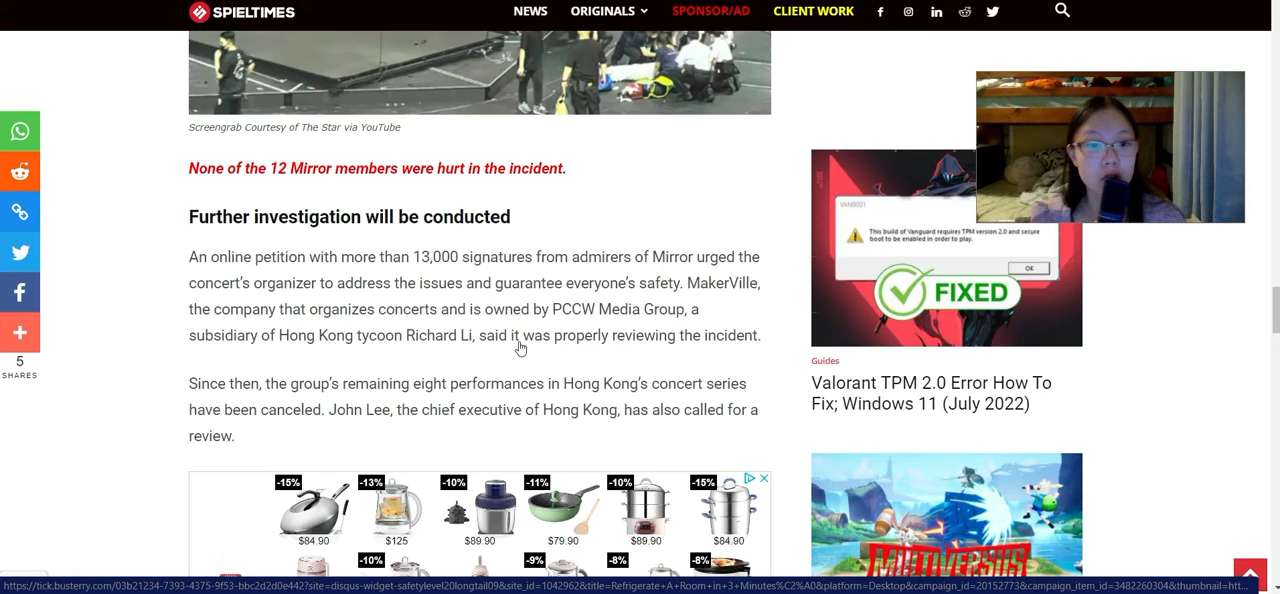 SPIELTIMES
NEWS
ORIGINALS
SPONSOR/AD
CLIENT WORK
Screengrab Courtesy of The Star via YouTube
None of the 12 Mirror members were hurt in the incident.
Further investigation will be conducted
An online petition with more than 13,000 signatures from admirers of Mirror urged the
concert's organizer to address the issues and guarantee everyone's safety. MakerVille,
the company that organizes concerts and is owned by PCCW Media Group, a
subsidiary of Hong Kong tycoon Richard Li, said it was properly reviewing the incident.
Since then, the group's remaining eight performances in Hong Kong's concert series
have been canceled. John Lee, the chief executive of Hong Kong, has also called for a
review.
5
SHARES
-15%
-13%
-10%
-11%
-10%
-15%
$84.90
$125
$89.90
$79.90
$89.90
$84.90
-10%
-9%
-8%
-8%
VAN9001
This build of Vanguard requires TPM version 2.0 and secure
boot to be enabled in order to play.
OK
FIXED
Guides
Valorant TPM 2.0 Error How To
Fix; Windows 11 (July 2022)
MULTIVERSUS
https://tick.busterry.com/03b21234-7393-4375-9f53-bbc2d2d0e442?site=disqus-widget-safetylevel20longtail09&site_id=1042962&title=Refrigerate+A+Room+in+3+Minutes%C2%A0&platform=Desktop&campaign_id=20152773&campaign_item_id=3482260304&thumbnail=htt...